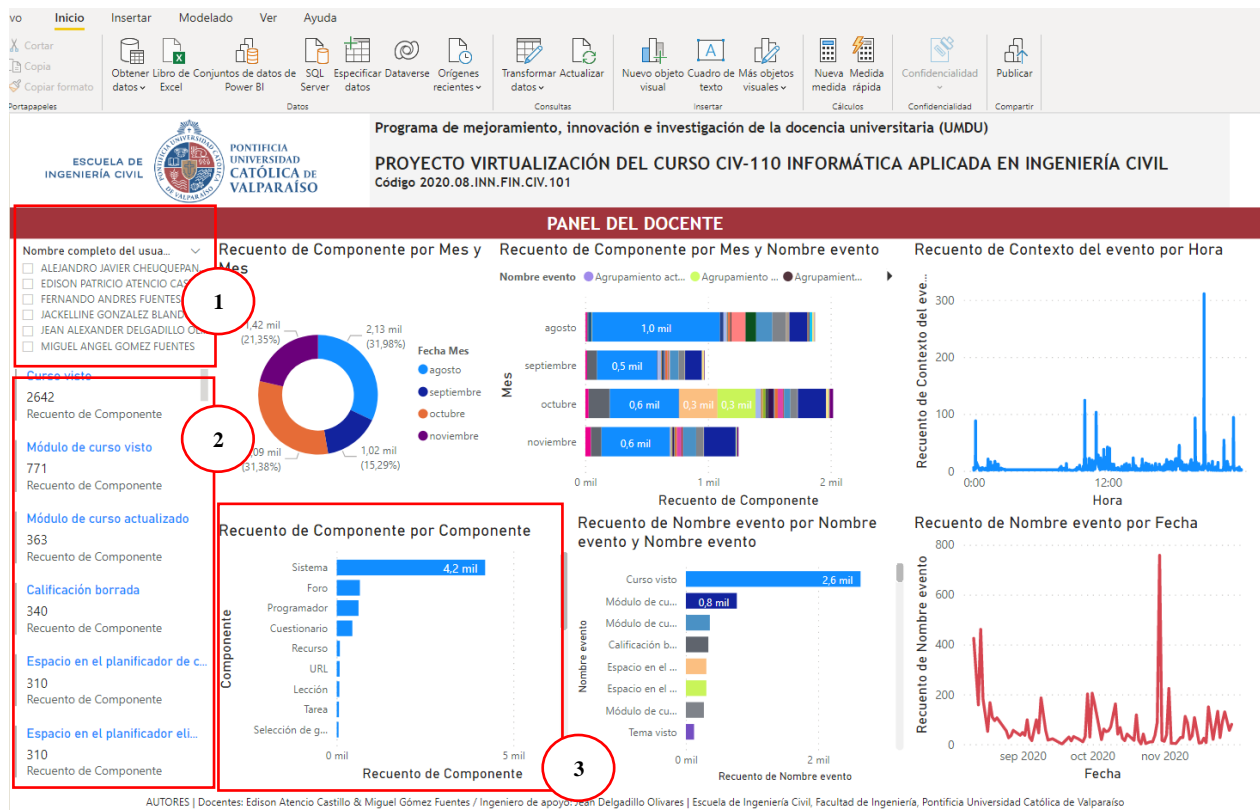 vo Inicio Insertar Modelado Ver Ayuda
Cortar
Copia
Copiar formato
Portapapeles
Obtener datos
Libro de Excel
Conjuntos de datos de Power BI
SQL Server
Especificar datos
Dataverse
Orígenes recientes
Datos
Transformar datos
Actualizar
Consultas
Nuevo objeto visual
Cuadro de texto
Más objetos visuales
Insertar
Nueva medida
Medida rápida
Cálculos
Confidencialidad
Confidencialidad
Publicar
Compartir
ESCUELA DE
INGENIERÍA CIVIL
PONTIFICIA
UNIVERSIDAD
CATÓLICA DE
VALPARAÍSO
Programa de mejoramiento, innovación e investigación de la docencia universitaria (UMDU)
PROYECTO VIRTUALIZACIÓN DEL CURSO CIV-110 INFORMÁTICA APLICADA EN INGENIERÍA CIVIL
Código 2020.08.INN.FIN.CIV.101
PANEL DEL DOCENTE
Nombre completo del usua...
ALEJANDRO JAVIER CHEUQUEPAN
EDISON PATRICIO ATENCIO CAS
FERNANDO ANDRES FUENTES
JACKELLINE GONZALEZ BLAND
JEAN ALEXANDER DELGADILLO OL
MIGUEL ANGEL GOMEZ FUENTES
1
Curso visto
2642
Recuento de Componente
Módulo de curso visto
771
Recuento de Componente
Módulo de curso actualizado
363
Recuento de Componente
Calificación borrada
340
Recuento de Componente
Espacio en el planificador de c...
310
Recuento de Componente
Espacio en el planificador eli...
310
Recuento de Componente
2
Recuento de Componente por Mes y
Mes
1,42 mil
(21,35%)
2,13 mil
(31,98%)
09 mil
(31,38%)
1,02 mil
(15,29%)
Fecha Mes
agosto
septiembre
octubre
noviembre
Recuento de Componente por Mes y Nombre evento
Nombre evento Agrupamiento act... Agrupamiento ... Agrupamient...
Mes
agosto 1,0 mil
septiembre 0,5 mil
octubre 0,6 mil 0,3 mil 0,3 mil
noviembre 0,6 mil
0 mil 1 mil 2 mil
Recuento de Componente
Recuento de Contexto del evento por Hora
Recuento de Contexto del eve...
300
200
100
0
0:00 12:00
Hora
Recuento de Componente por Componente
Componente
Sistema 4,2 mil
Foro
Programador
Cuestionario
Recurso
URL
Lección
Tarea
Selección de g...
0 mil 5 mil
Recuento de Componente
3
Recuento de Nombre evento por Nombre
evento y Nombre evento
Nombre evento
Curso visto 2,6 mil
Módulo de cu... 0,8 mil
Módulo de cu...
Calificación b...
Espacio en el ...
Espacio en el ...
Módulo de cu...
Tema visto
0 mil 2 mil
Recuento de Nombre evento
Recuento de Nombre evento por Fecha
Recuento de Nombre evento
800
600
400
200
0
sep 2020 oct 2020 nov 2020
Fecha
AUTORES | Docentes: Edison Atencio Castillo & Miguel Gómez Fuentes / Ingeniero de apoyo: Jean Delgadillo Olivares | Escuela de Ingeniería Civil, Facultad de Ingeniería, Pontificia Universidad Católica de Valparaíso